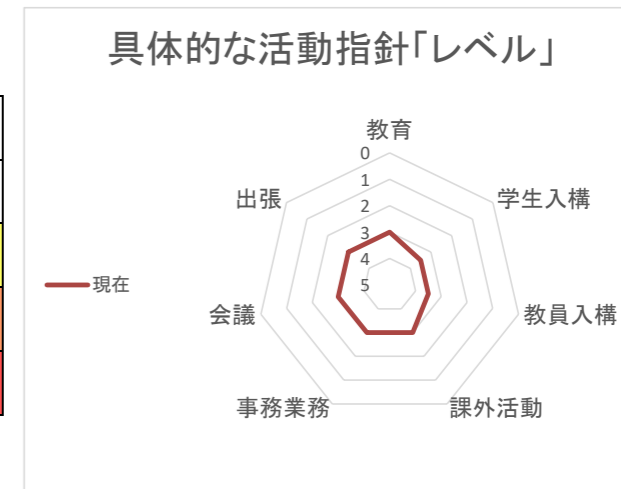 具体的な活動指針「レベル」
教育
学生入構
教員入構
課外活動
事務業務
会議
出張
0
1
2
3
4
5
現在